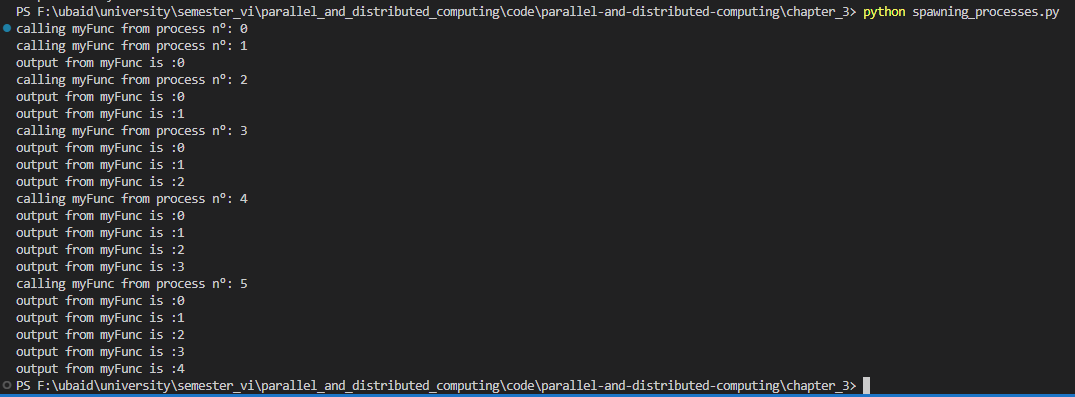 PS F:\ubaid\university\semester_vi\parallel_and_distributed_computing\code\parallel-and-distributed-computing\chapter_3> python spawning_processes.py
calling myFunc from process n°: 0
calling myFunc from process n°: 1
output from myFunc is :0
calling myFunc from process n°: 2
output from myFunc is :0
output from myFunc is :1
calling myFunc from process n°: 3
output from myFunc is :0
output from myFunc is :1
output from myFunc is :2
calling myFunc from process n°: 4
output from myFunc is :0
output from myFunc is :1
output from myFunc is :2
output from myFunc is :3
calling myFunc from process n°: 5
output from myFunc is :0
output from myFunc is :1
output from myFunc is :2
output from myFunc is :3
output from myFunc is :4
PS F:\ubaid\university\semester_vi\parallel_and_distributed_computing\code\parallel-and-distributed-computing\chapter_3>